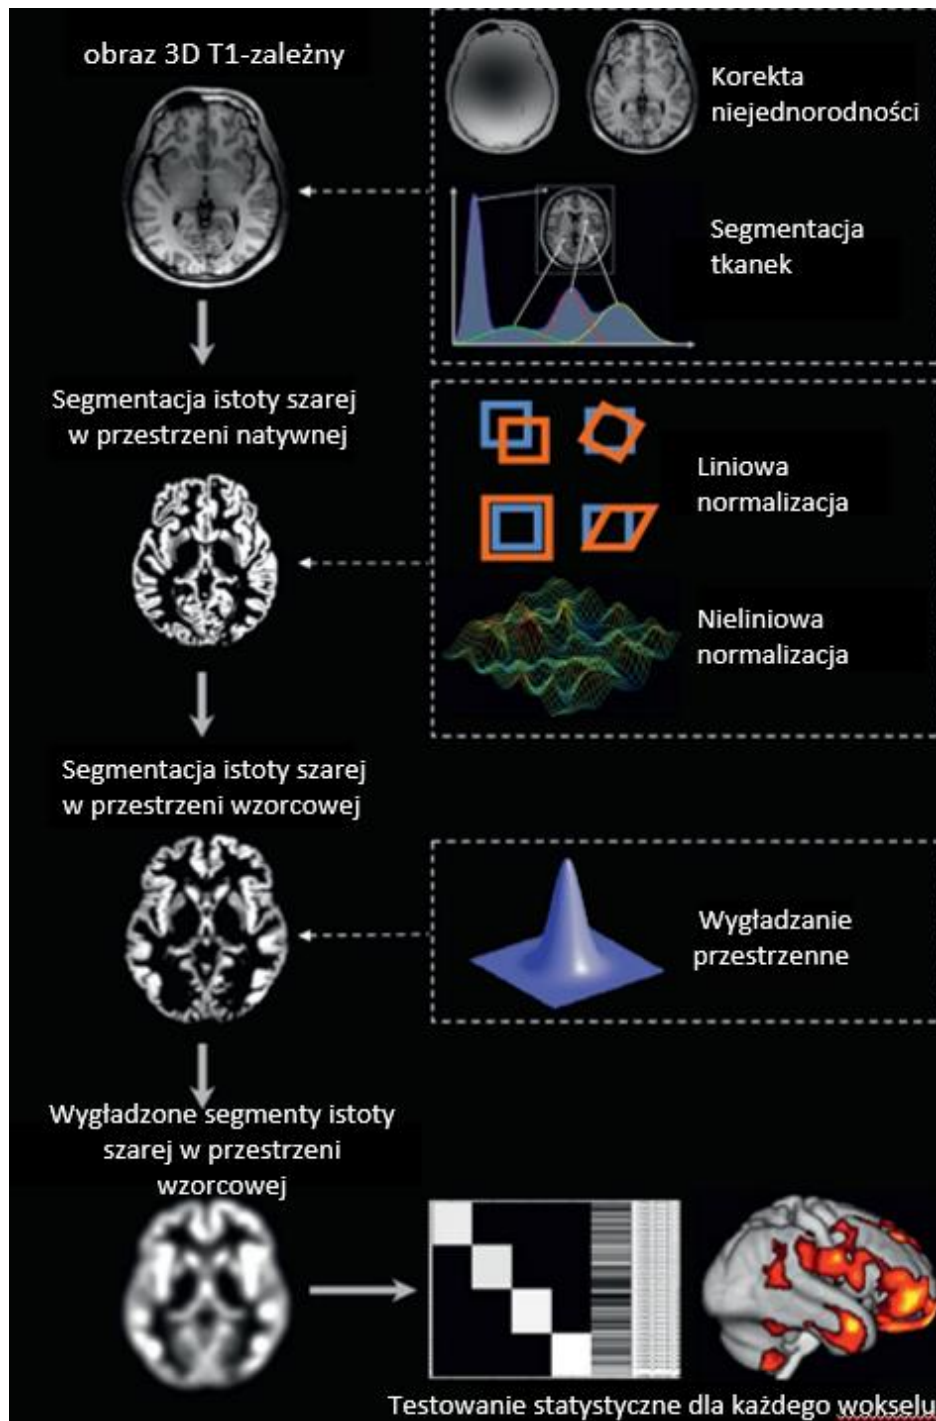 obraz 3D T1-zależny
Korekta
niejednorodności
Segmentacja
tkanek
Segmentacja istoty szarej
w przestrzeni natywnej
Liniowa
normalizacja
Nieliniowa
normalizacja
Segmentacja istoty szarej
w przestrzeni wzorcowej
Wygładzanie
przestrzenne
Wygładzone segmenty istoty
szarej w przestrzeni
wzorcowej
Testowanie statystyczne dla każdego wokselu